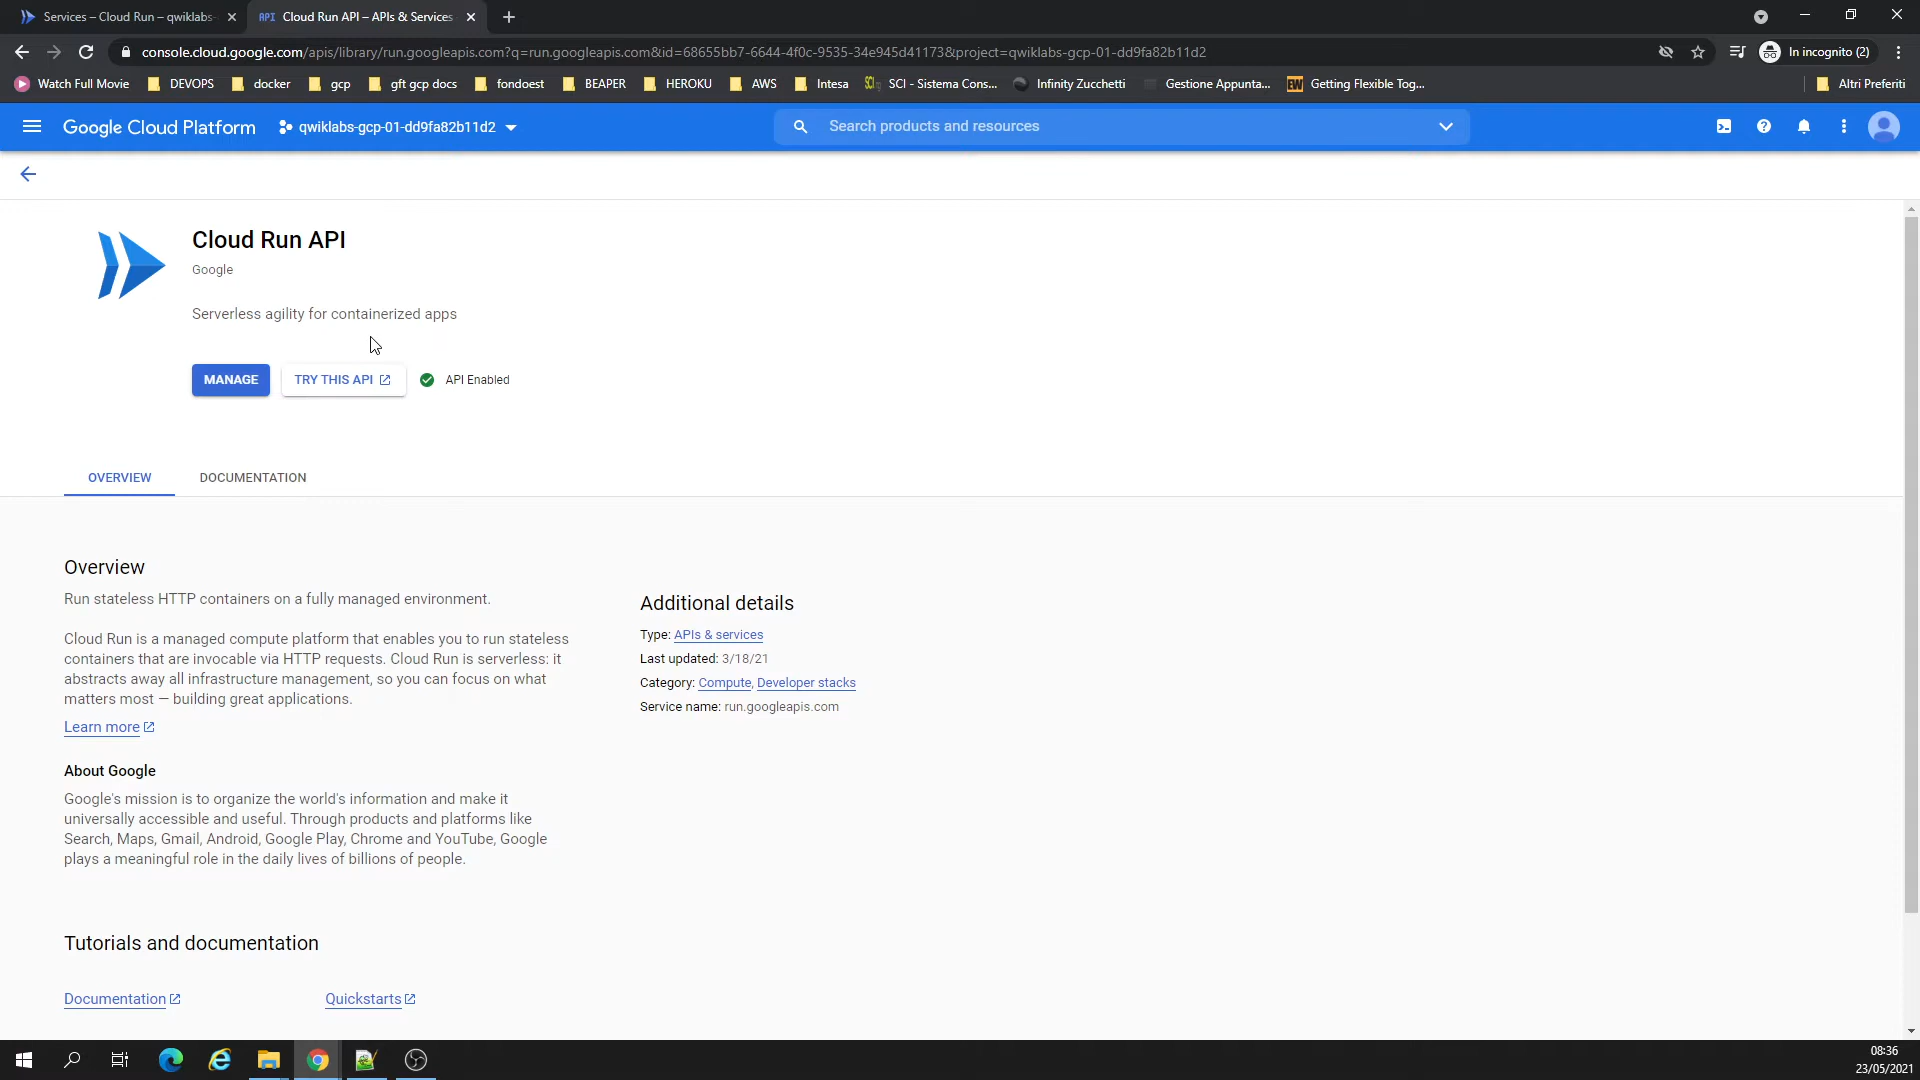 Services – Cloud Run – qwiklabs-
API Cloud Run API – APIs & Services
console.cloud.google.com/apis/library/run.googleapis.com?q=run.googleapis.com&id=68655bb7-6644-4f0c-9535-34e945d41173&project=qwiklabs-gcp-01-dd9fa82b11d2
In incognito (2)
Watch Full Movie DEVOPS docker gcp gft gcp docs fondoest BEAPER HEROKU AWS Intesa SCI - Sistema Cons... Infinity Zucchetti Gestione Appunta... EW Getting Flexible Tog... Altri Preferiti
Google Cloud Platform qwiklabs-gcp-01-dd9fa82b11d2 Search products and resources
Cloud Run API
Google
Serverless agility for containerized apps
MANAGE TRY THIS API API Enabled
OVERVIEW DOCUMENTATION
Overview
Run stateless HTTP containers on a fully managed environment.
Cloud Run is a managed compute platform that enables you to run stateless
containers that are invocable via HTTP requests. Cloud Run is serverless: it
abstracts away all infrastructure management, so you can focus on what
matters most — building great applications.
Learn more
About Google
Google's mission is to organize the world's information and make it
universally accessible and useful. Through products and platforms like
Search, Maps, Gmail, Android, Google Play, Chrome and YouTube, Google
plays a meaningful role in the daily lives of billions of people.
Additional details
Type: APIs & services
Last updated: 3/18/21
Category: Compute, Developer stacks
Service name: run.googleapis.com
Tutorials and documentation
Documentation Quickstarts
08:36
23/05/2021